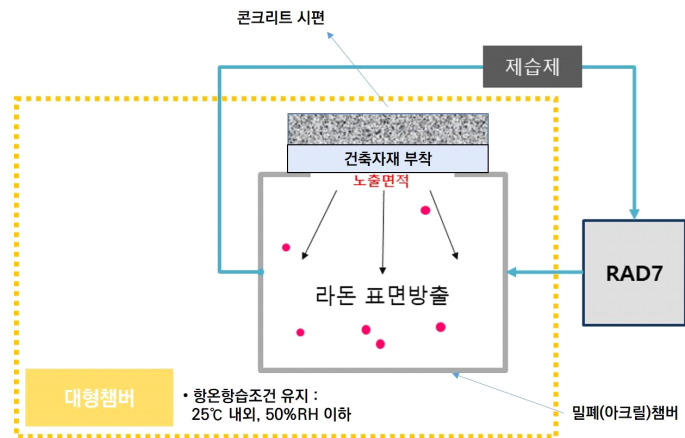 콘크리트 시편
제습제
건축자재 부착
노출면적
RAD7
라돈 표면방출
대형챔버
• 항온항습조건 유지 :
25℃ 내외, 50%RH 이하
밀폐(아크릴)챔버